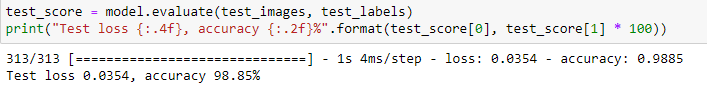 test_score = model.evaluate(test_images, test_labels)
print("Test loss {:.4f}, accuracy {:.2f}%".format(test_score[0], test_score[1] * 100))
313/313 [==============================] - 1s 4ms/step - loss: 0.0354 - accuracy: 0.9885
Test loss 0.0354, accuracy 98.85%